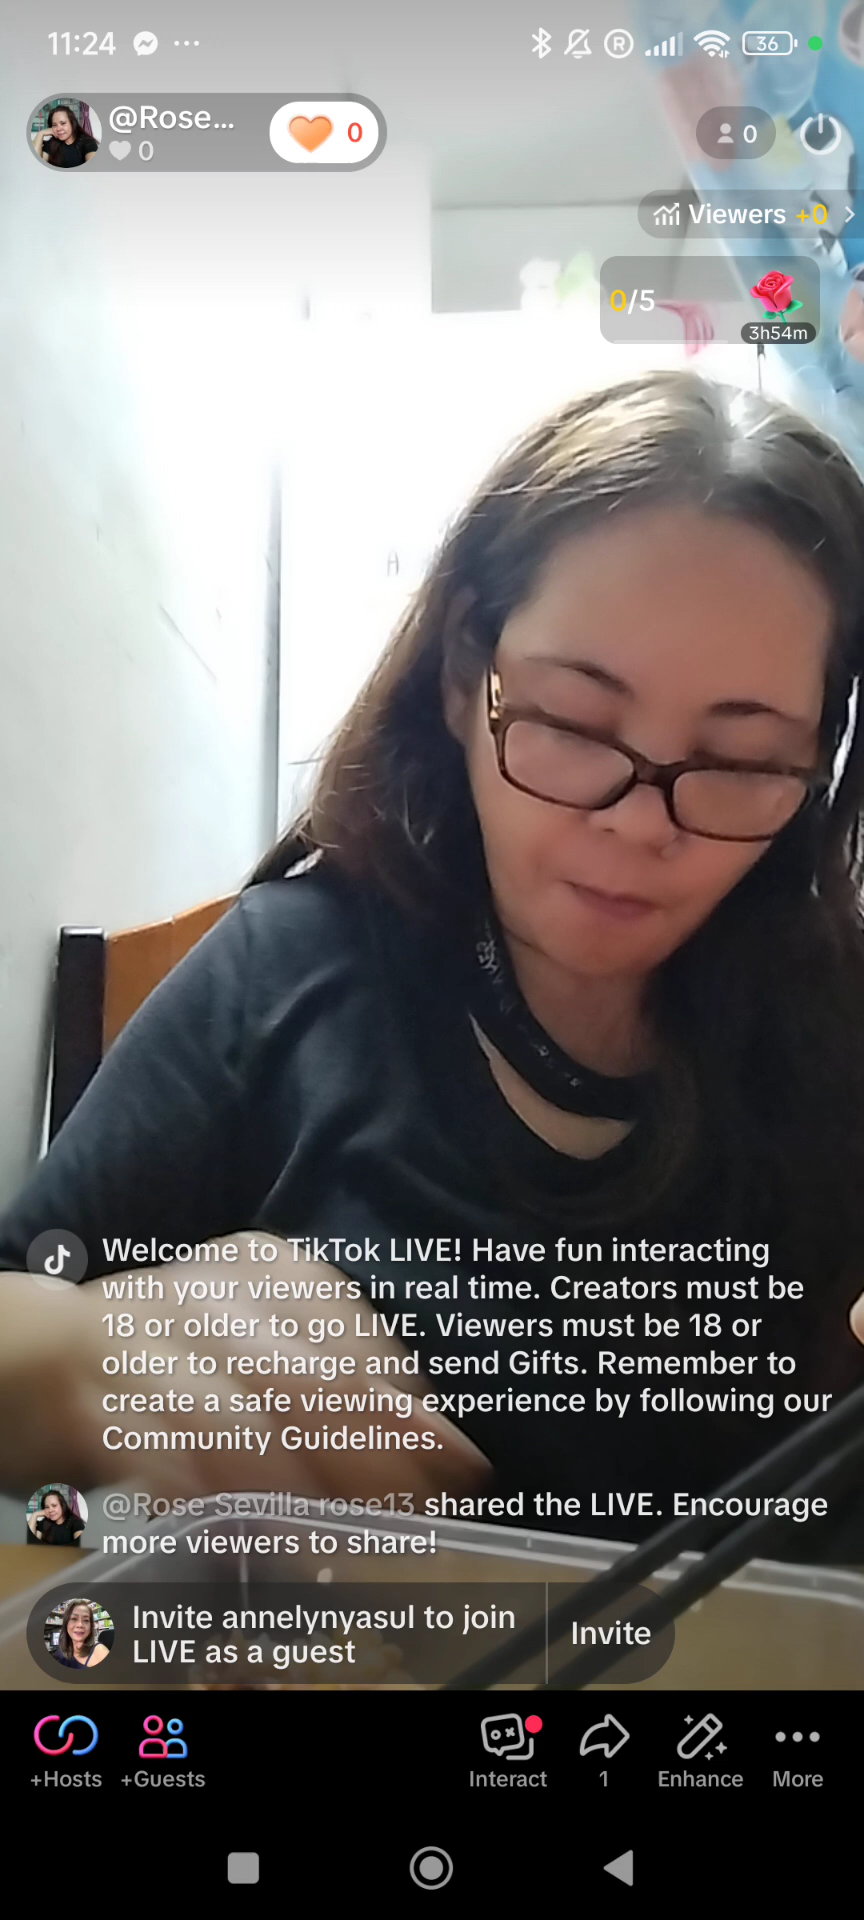 11:24
R
36
@Rose...
0
0
0
Viewers +0
0/5
3h54m
Welcome to TikTok LIVE! Have fun interacting
with your viewers in real time. Creators must be
18 or older to go LIVE. Viewers must be 18 or
older to recharge and send Gifts. Remember to
create a safe viewing experience by following our
Community Guidelines.
@Rose Sevilla rose13 shared the LIVE. Encourage
more viewers to share!
Invite annelynyasul to join
LIVE as a guest
Invite
+Hosts
+Guests
Interact
1
Enhance
More